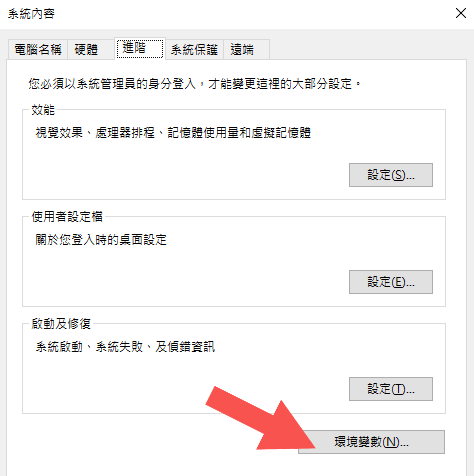 系統內容
電腦名稱
硬體
進階
系統保護
遠端
您必須以系統管理員的身分登入，才能變更這裡的大部分設定。
效能
視覺效果、處理器排程、記憶體使用量和虛擬記憶體
設定(S)...
使用者設定檔
關於您登入時的桌面設定
設定(E)...
啟動及修復
系統啟動、系統失敗、及偵錯資訊
設定(T)...
環境變數(N)...